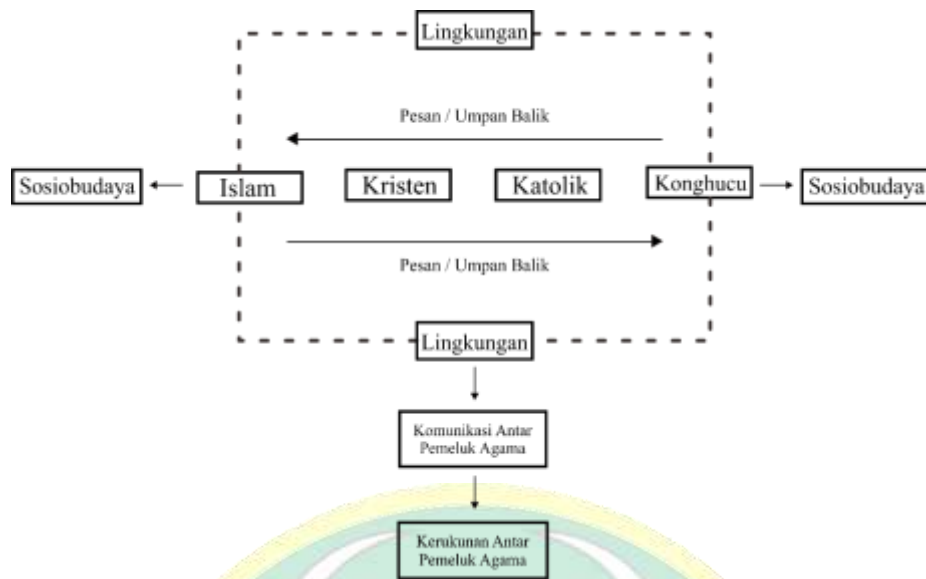 Lingkungan
Pesan / Umpan Balik
Sosiobudaya
Islam
Kristen
Katolik
Konghucu
Sosiobudaya
Pesan / Umpan Balik
Lingkungan
Komunikasi Antar
Pemeluk Agama
Kerukunan Antar
Pemeluk Agama